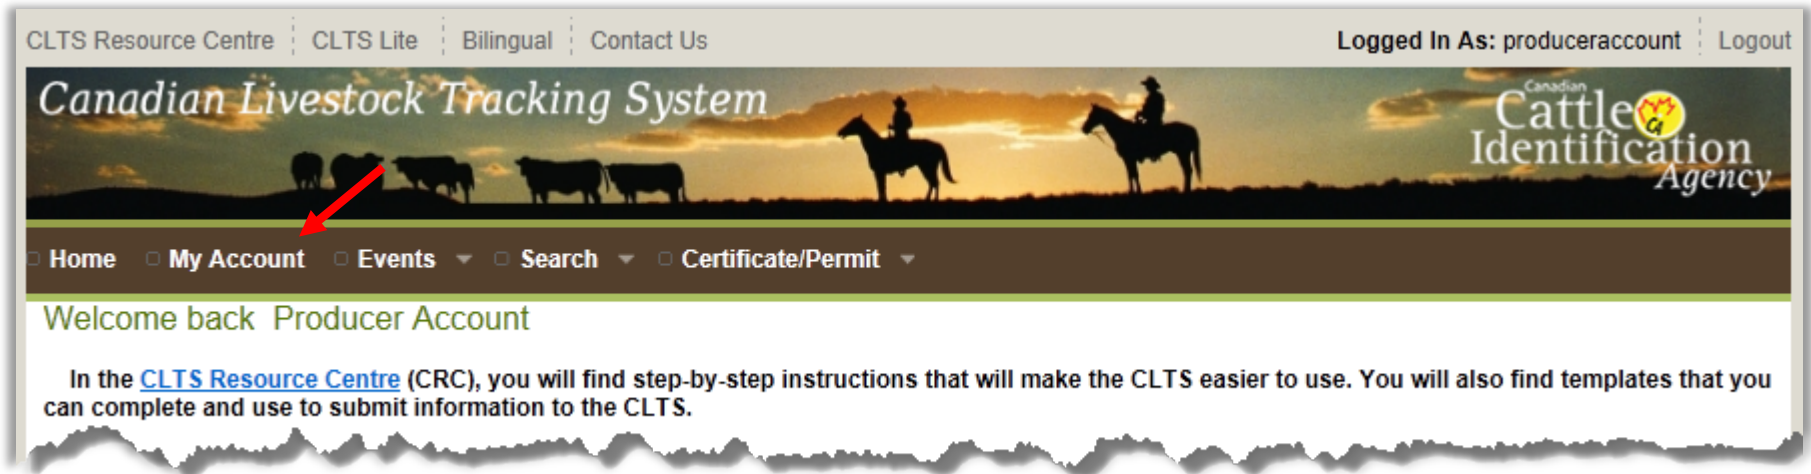 CLTS Resource Centre CLTS Lite Bilingual Contact Us Logged In As: produceraccount Logout
Canadian Livestock Tracking System
Canadian
Cattle
CA
Identification
Agency
Home My Account Events Search Certificate/Permit
Welcome back Producer Account
In the CLTS Resource Centre (CRC), you will find step-by-step instructions that will make the CLTS easier to use. You will also find templates that you
can complete and use to submit information to the CLTS.